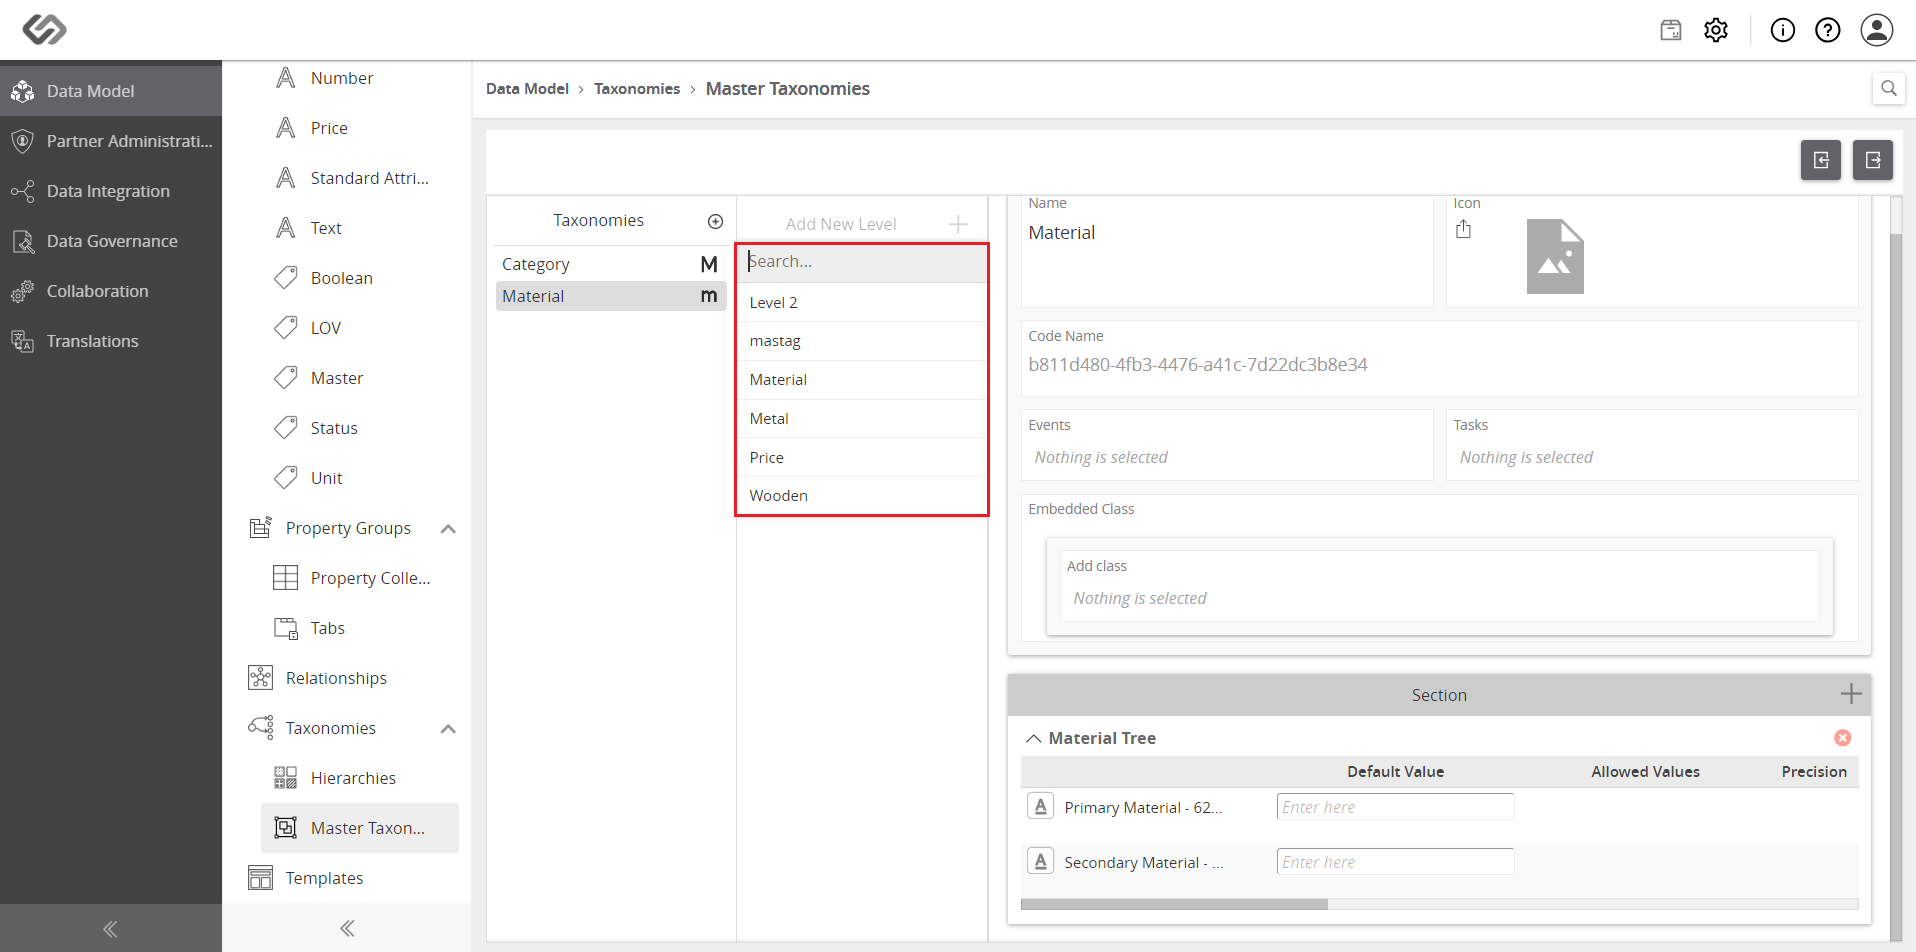 Data Model
Partner Administrati...
Data Integration
Data Governance
Collaboration
Translations
Number
Price
Standard Attri...
Text
Boolean
LOV
Master
Status
Unit
Property Groups
Property Colle...
Tabs
Relationships
Taxonomies
Hierarchies
Master Taxon...
Templates
Data Model > Taxonomies > Master Taxonomies
Taxonomies
Category M
Material m
Add New Level
Search...
Level 2
mastag
Material
Metal
Price
Wooden
Name
Material
Icon
Code Name
b811d480-4fb3-4476-a41c-7d22dc3b8e34
Events
Nothing is selected
Tasks
Nothing is selected
Embedded Class
Add class
Nothing is selected
Section
Material Tree
Default Value Allowed Values Precision
Primary Material - 62... Enter here
Secondary Material - ... Enter here